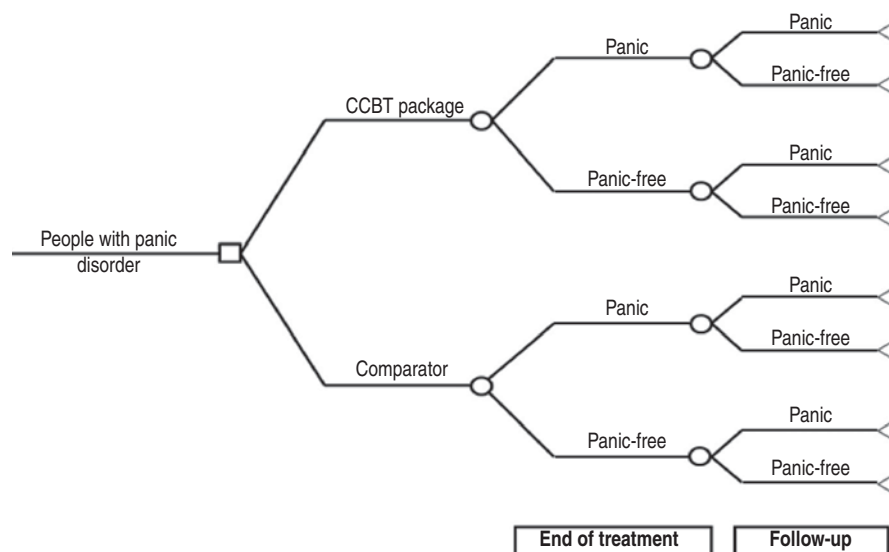 Panic
Panic
Panic-free
CCBT package
Panic
Panic-free
Panic-free
People with panic
disorder
Panic
Panic
Panic-free
Comparator
Panic
Panic-free
Panic-free
End of treatment
Follow-up